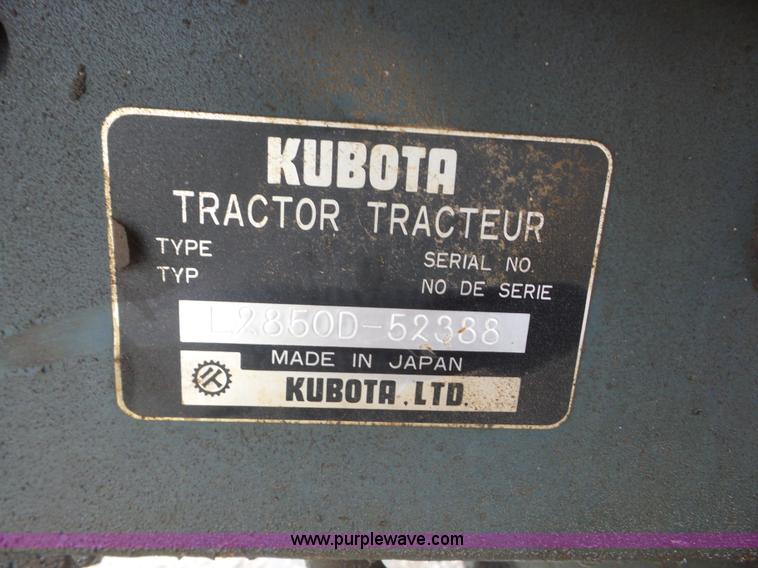 KUBOTA
TRACTOR TRACTEUR
TYPE SERIAL NO.
TYP NO DE SERIE
L2850D-52388
MADE IN JAPAN
KUBOTA, LTD.
www.purplewave.com